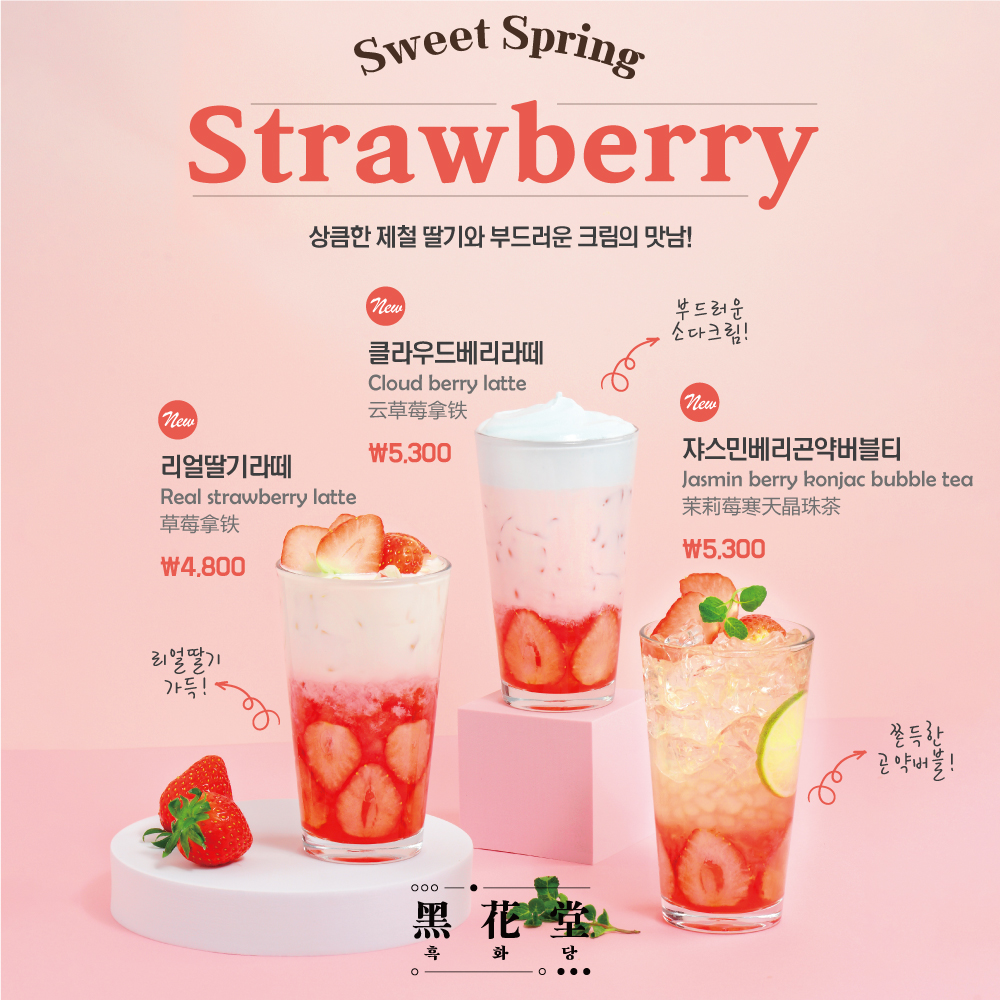 Sweet Spring
Strawberry
상큼한 제철 딸기와 부드러운 크림의 맛남!
New
클라우드베리라떼
Cloud berry latte
云草莓拿铁
₩5,300
부드러운
소다크림!
New
리얼딸기라떼
Real strawberry latte
草莓拿铁
₩4,800
New
쟈스민베리곤약버블티
Jasmin berry konjac bubble tea
茉莉莓寒天晶珠茶
₩5,300
리얼딸기
가득!
쫀득한
곤약버블!
黑花堂
흑화당